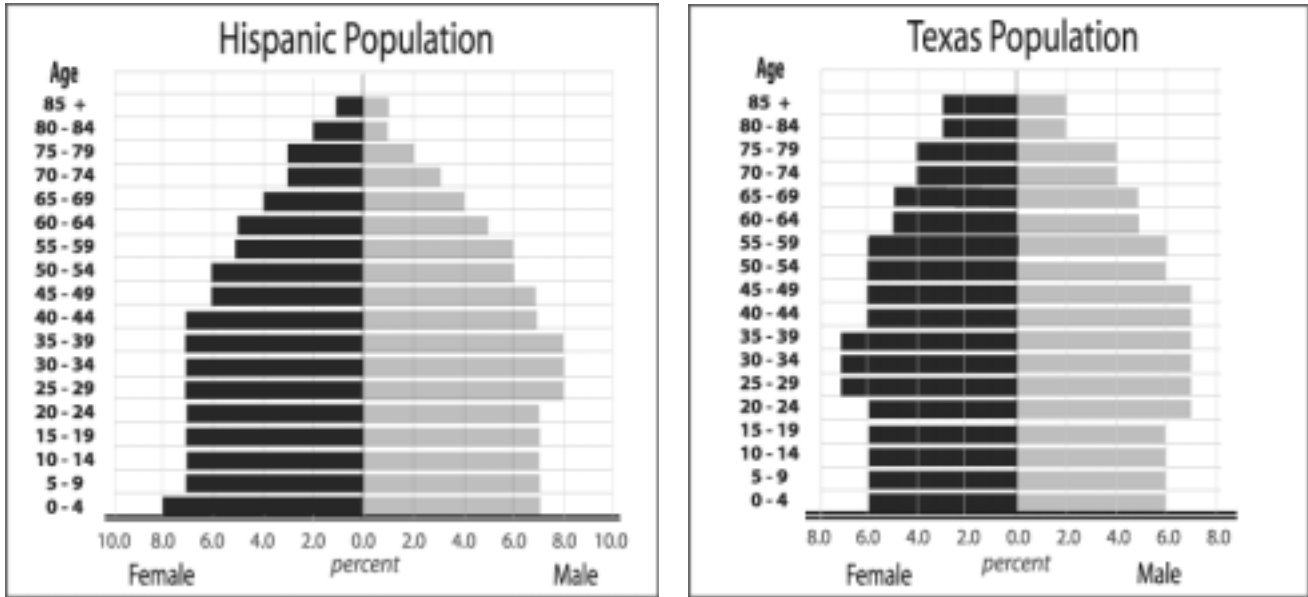 Hispanic Population
Age
85 +
80 - 84
75 - 79
70 - 74
65 - 69
60 - 64
55 - 59
50 - 54
45 - 49
40 - 44
35 - 39
30 - 34
25 - 29
20 - 24
15 - 19
10 - 14
5 - 9
0 - 4
10.0 8.0 6.0 4.0 2.0 0.0 2.0 4.0 6.0 8.0 10.0
Female percent Male
Texas Population
Age
85 +
80 - 84
75 - 79
70 - 74
65 - 69
60 - 64
55 - 59
50 - 54
45 - 49
40 - 44
35 - 39
30 - 34
25 - 29
20 - 24
15 - 19
10 - 14
5 - 9
0 - 4
8.0 6.0 4.0 2.0 0.0 2.0 4.0 6.0 8.0
Female percent Male